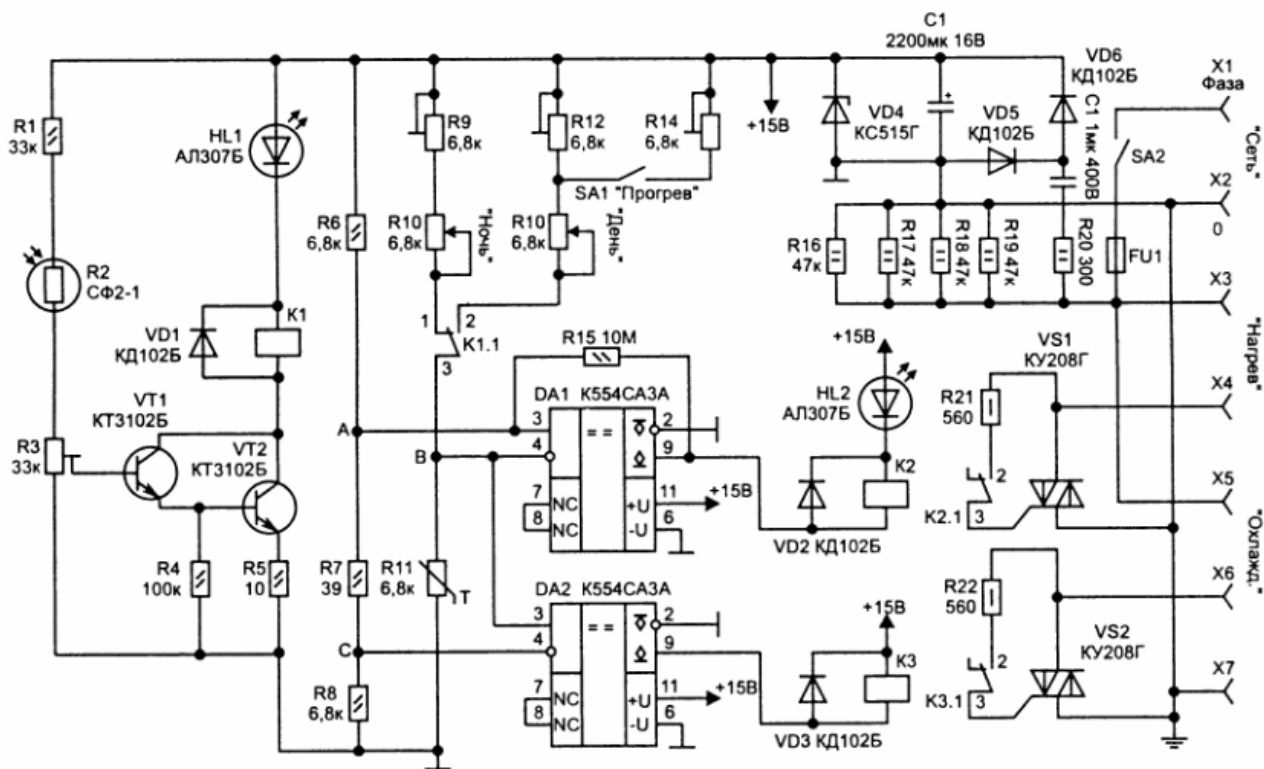 C1
2200мк 16В
VD6
КД102Б
X1
Фаза
R1
33к
HL1
АЛ307Б
R9
6,8к
R12
6,8к
R14
6,8к
+15В
VD4
КС515Г
VD5
КД102Б
C1 1мк 400В
SA2
"Сеть"
SA1 "Прогрев"
X2
0
R6
6,8к
R10
6,8к
"Ночь"
R10
6,8к
"День"
R16
47к
R17 47к
R18 47к
R19 47к
R20 300
FU1
X3
R2
СФ2-1
VD1
КД102Б
K1
1
2
K1.1
3
R15 10М
+15В
VS1
КУ208Г
"Нагрев"
DA1 К554СА3А
HL2
АЛ307Б
R21
560
X4
VT1
КТ3102Б
VT2
КТ3102Б
R3
33к
A
3
= =
2
B
4
9
K2
2
X5
7
NC
+U
11
+15В
8
NC
-U
6
K2.1
3
VD2 КД102Б
"Охлажд."
R4
100к
R5
10
R7
39
R11
6,8к
T
DA2 К554СА3А
+15В
R22
560
X6
3
= =
2
C
4
9
K3
2
VS2
КУ208Г
R8
6,8к
7
NC
+U
11
+15В
8
NC
-U
6
K3.1
3
X7
VD3 КД102Б